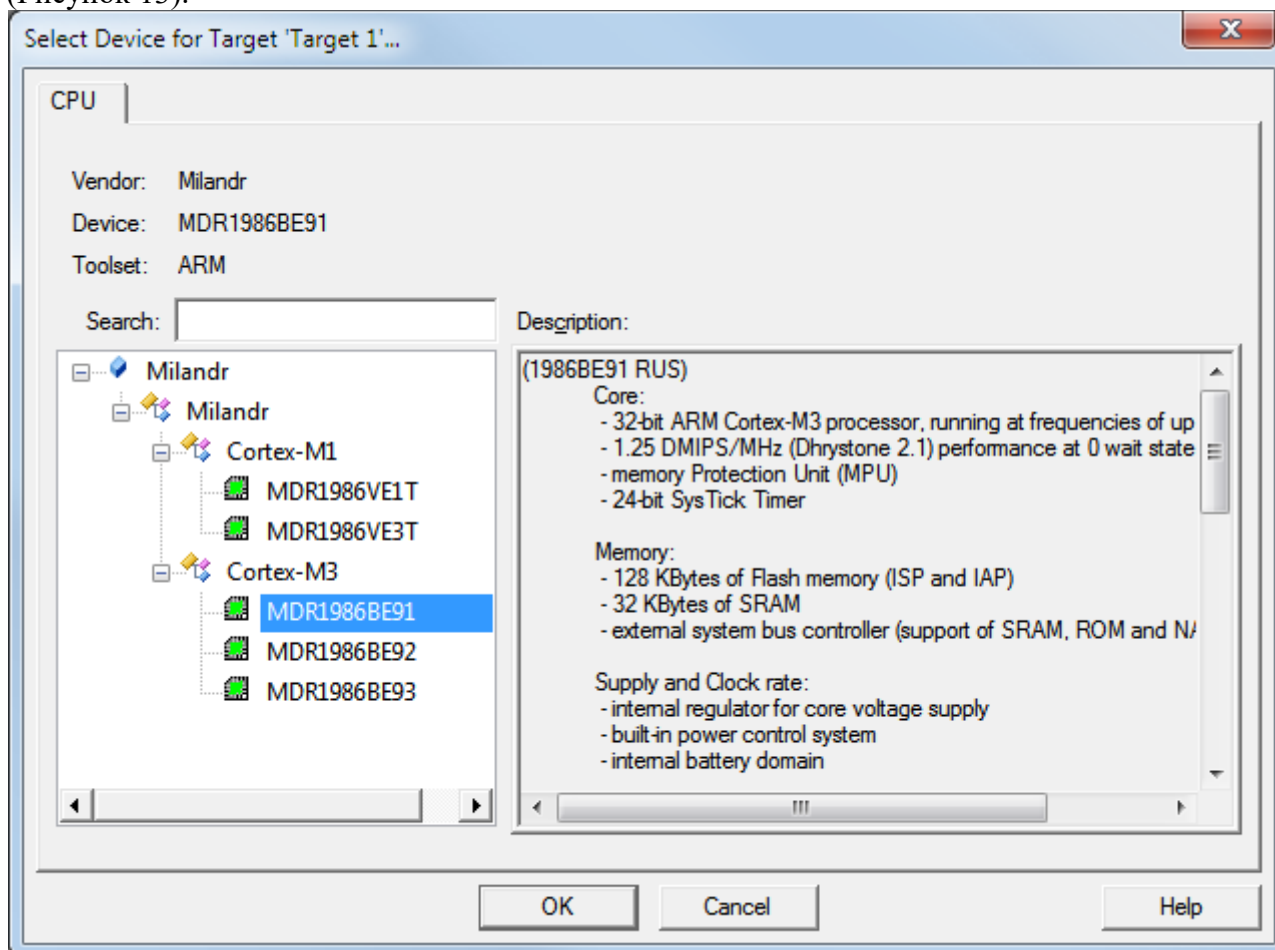 (Рисунок 13).
Select Device for Target 'Target 1'...
CPU
Vendor: Milandr
Device: MDR1986BE91
Toolset: ARM
Search:
Description:
Milandr
Milandr
Cortex-M1
MDR1986VE1T
MDR1986VE3T
Cortex-M3
MDR1986BE91
MDR1986BE92
MDR1986BE93
(1986BE91 RUS)
Core:
- 32-bit ARM Cortex-M3 processor, running at frequencies of up
- 1.25 DMIPS/MHz (Dhrystone 2.1) performance at 0 wait state
- memory Protection Unit (MPU)
- 24-bit SysTick Timer
Memory:
- 128 KBytes of Flash memory (ISP and IAP)
- 32 KBytes of SRAM
- external system bus controller (support of SRAM, ROM and
Supply and Clock rate:
- internal regulator for core voltage supply
- built-in power control system
- internal battery domain
OK
Cancel
Help